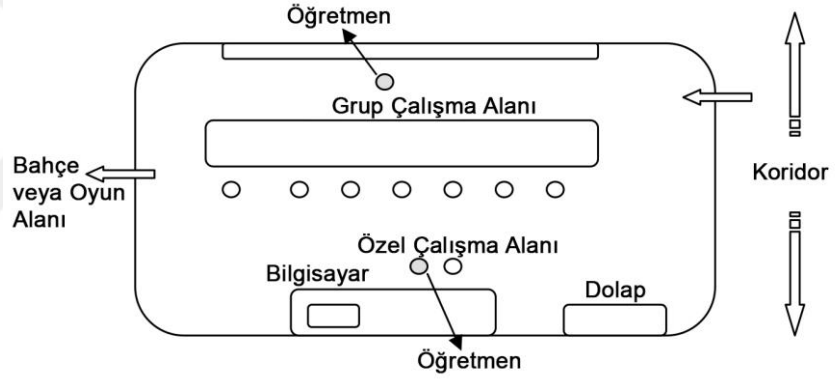 Öğretmen
Grup Çalışma Alanı
Bahçe
veya Oyun
Alanı
Koridor
Özel Çalışma Alanı
Bilgisayar
Dolap
Öğretmen